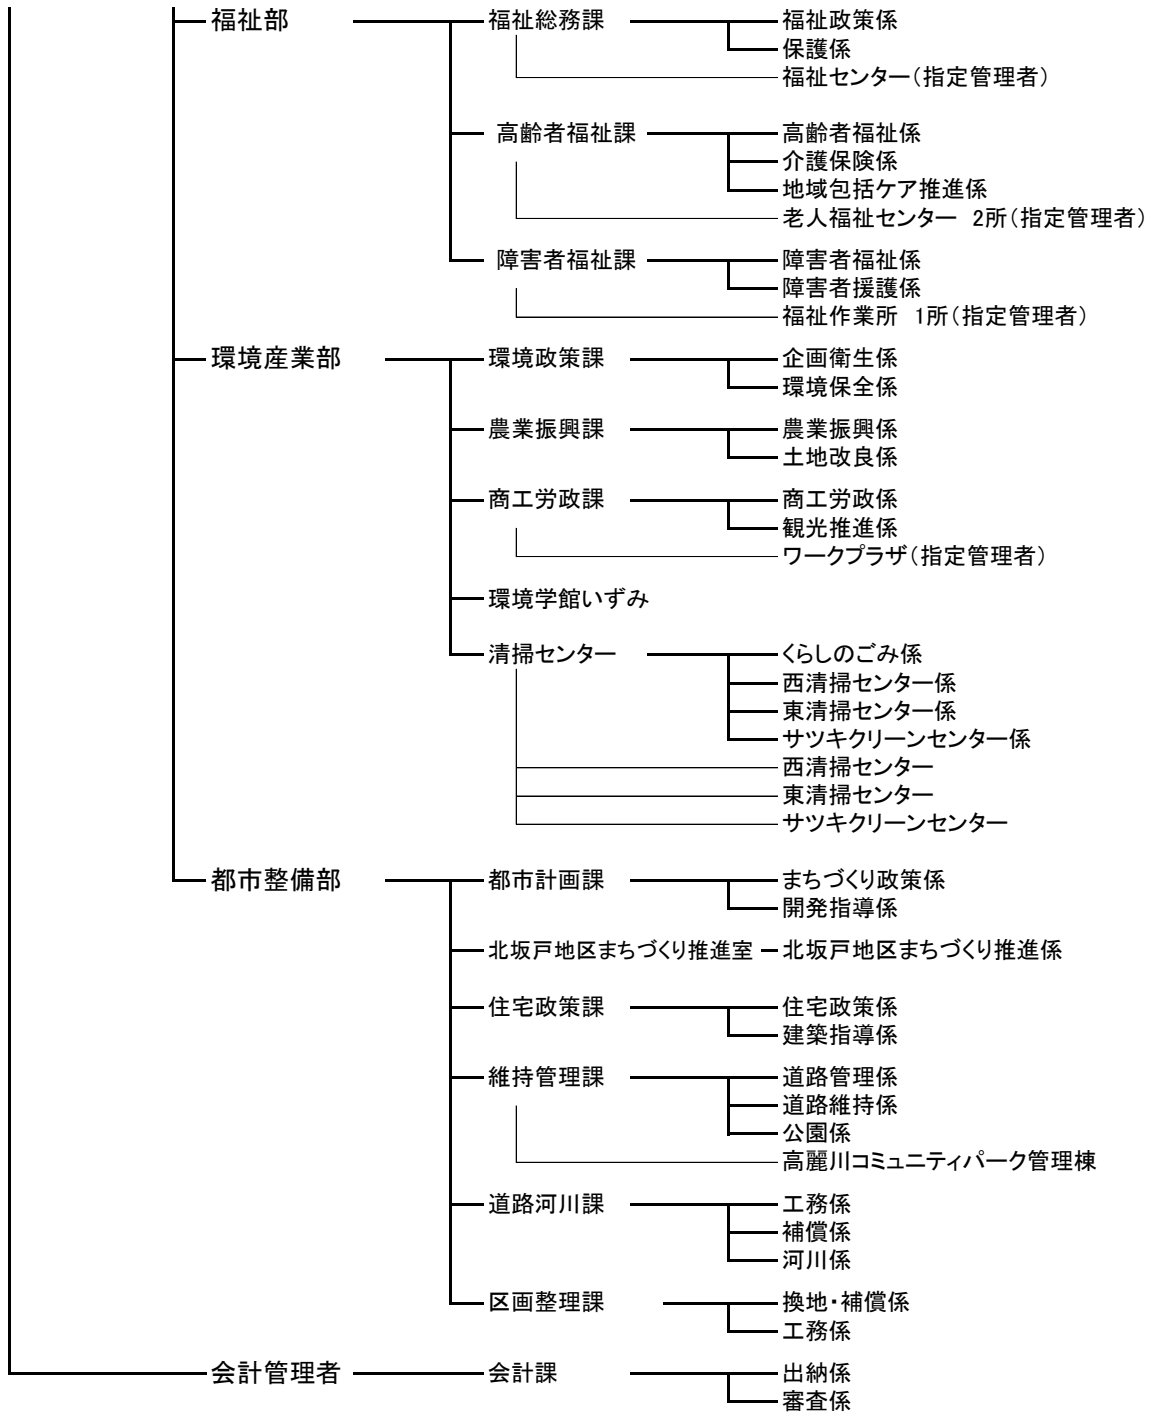 福祉部 福祉総務課 福祉政策係
保護係
福祉センター(指定管理者)
高齢者福祉課 高齢者福祉係
介護保険係
地域包括ケア推進係
老人福祉センター 2所(指定管理者)
障害者福祉課 障害者福祉係
障害者援護係
福祉作業所 1所(指定管理者)
環境産業部 環境政策課 企画衛生係
環境保全係
農業振興課 農業振興係
土地改良係
商工労政課 商工労政係
観光推進係
ワークプラザ(指定管理者)
環境学館いずみ
清掃センター くらしのごみ係
西清掃センター係
東清掃センター係
サツキクリーンセンター係
西清掃センター
東清掃センター
サツキクリーンセンター
都市整備部 都市計画課 まちづくり政策係
開発指導係
北坂戸地区まちづくり推進室 北坂戸地区まちづくり推進係
住宅政策課 住宅政策係
建築指導係
維持管理課 道路管理係
道路維持係
公園係
高麗川コミュニティパーク管理棟
道路河川課 工務係
補償係
河川係
区画整理課 換地・補償係
工務係
会計管理者 会計課 出納係
審査係